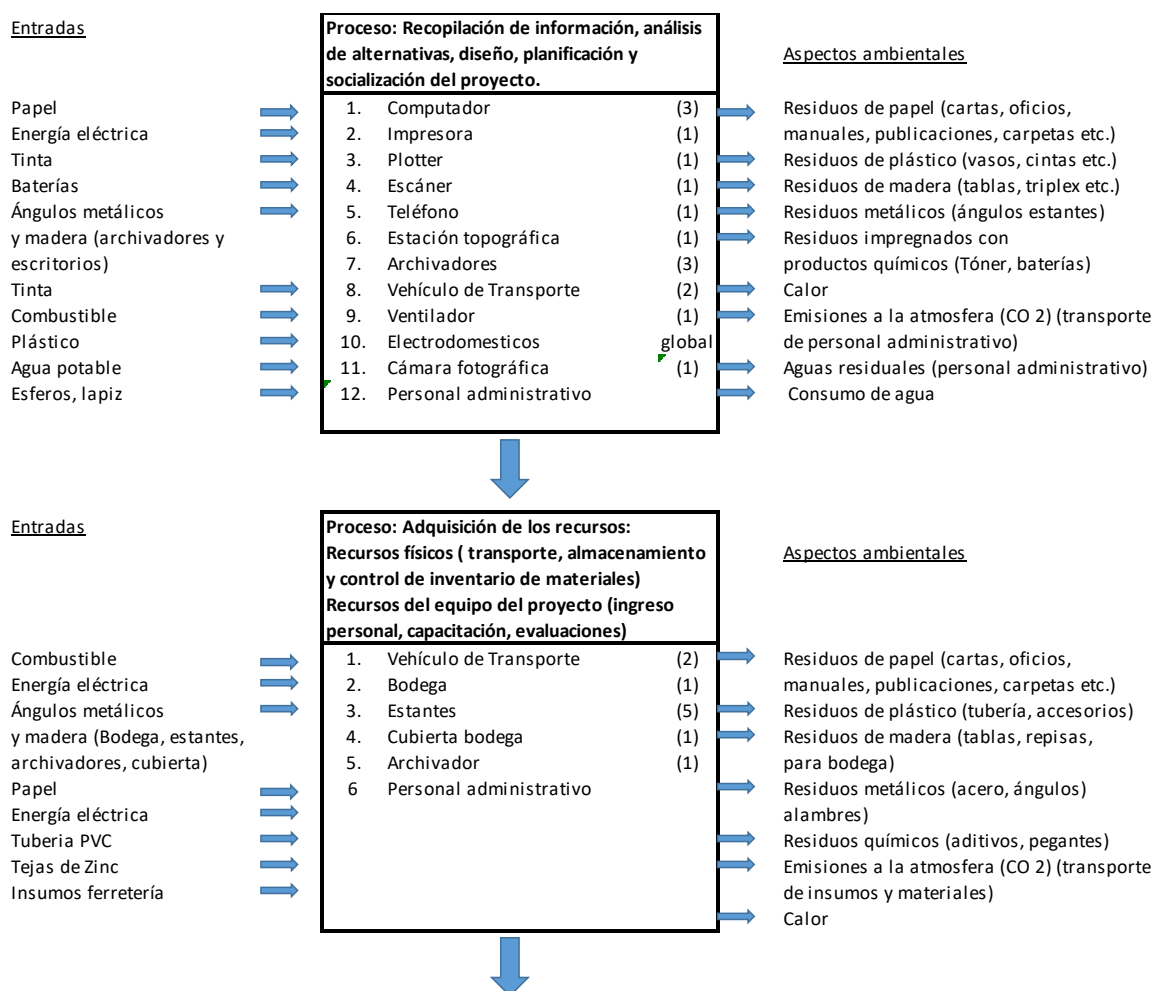 Entradas
Proceso: Recopilación de información, análisis
de alternativas, diseño, planificación y
socialización del proyecto.
Aspectos ambientales
Papel
Energía eléctrica
Tinta
Baterías
Ángulos metálicos
y madera (archivadores y
escritorios)
Tinta
Combustible
Plástico
Agua potable
Esferos, lapiz
1. Computador (3)
2. Impresora (1)
3. Plotter (1)
4. Escáner (1)
5. Teléfono (1)
6. Estación topográfica (1)
7. Archivadores (3)
8. Vehículo de Transporte (2)
9. Ventilador (1)
10. Electrodomesticos global
11. Cámara fotográfica (1)
12. Personal administrativo
Residuos de papel (cartas, oficios,
manuales, publicaciones, carpetas etc.)
Residuos de plástico (vasos, cintas etc.)
Residuos de madera (tablas, triplex etc.)
Residuos metálicos (ángulos estantes)
Residuos impregnados con
productos químicos (Tóner, baterías)
Calor
Emisiones a la atmosfera (CO 2) (transporte
de personal administrativo)
Aguas residuales (personal administrativo)
Consumo de agua
Entradas
Proceso: Adquisición de los recursos:
Recursos físicos ( transporte, almacenamiento
y control de inventario de materiales)
Recursos del equipo del proyecto (ingreso
personal, capacitación, evaluaciones)
Aspectos ambientales
Combustible
Energía eléctrica
Ángulos metálicos
y madera (Bodega, estantes,
archivadores, cubierta)
Papel
Energía eléctrica
Tuberia PVC
Tejas de Zinc
Insumos ferretería
1. Vehículo de Transporte (2)
2. Bodega (1)
3. Estantes (5)
4. Cubierta bodega (1)
5. Archivador (1)
6 Personal administrativo
Residuos de papel (cartas, oficios,
manuales, publicaciones, carpetas etc.)
Residuos de plástico (tubería, accesorios)
Residuos de madera (tablas, repisas,
para bodega)
Residuos metálicos (acero, ángulos)
alambres)
Residuos químicos (aditivos, pegantes)
Emisiones a la atmosfera (CO 2) (transporte
de insumos y materiales)
Calor